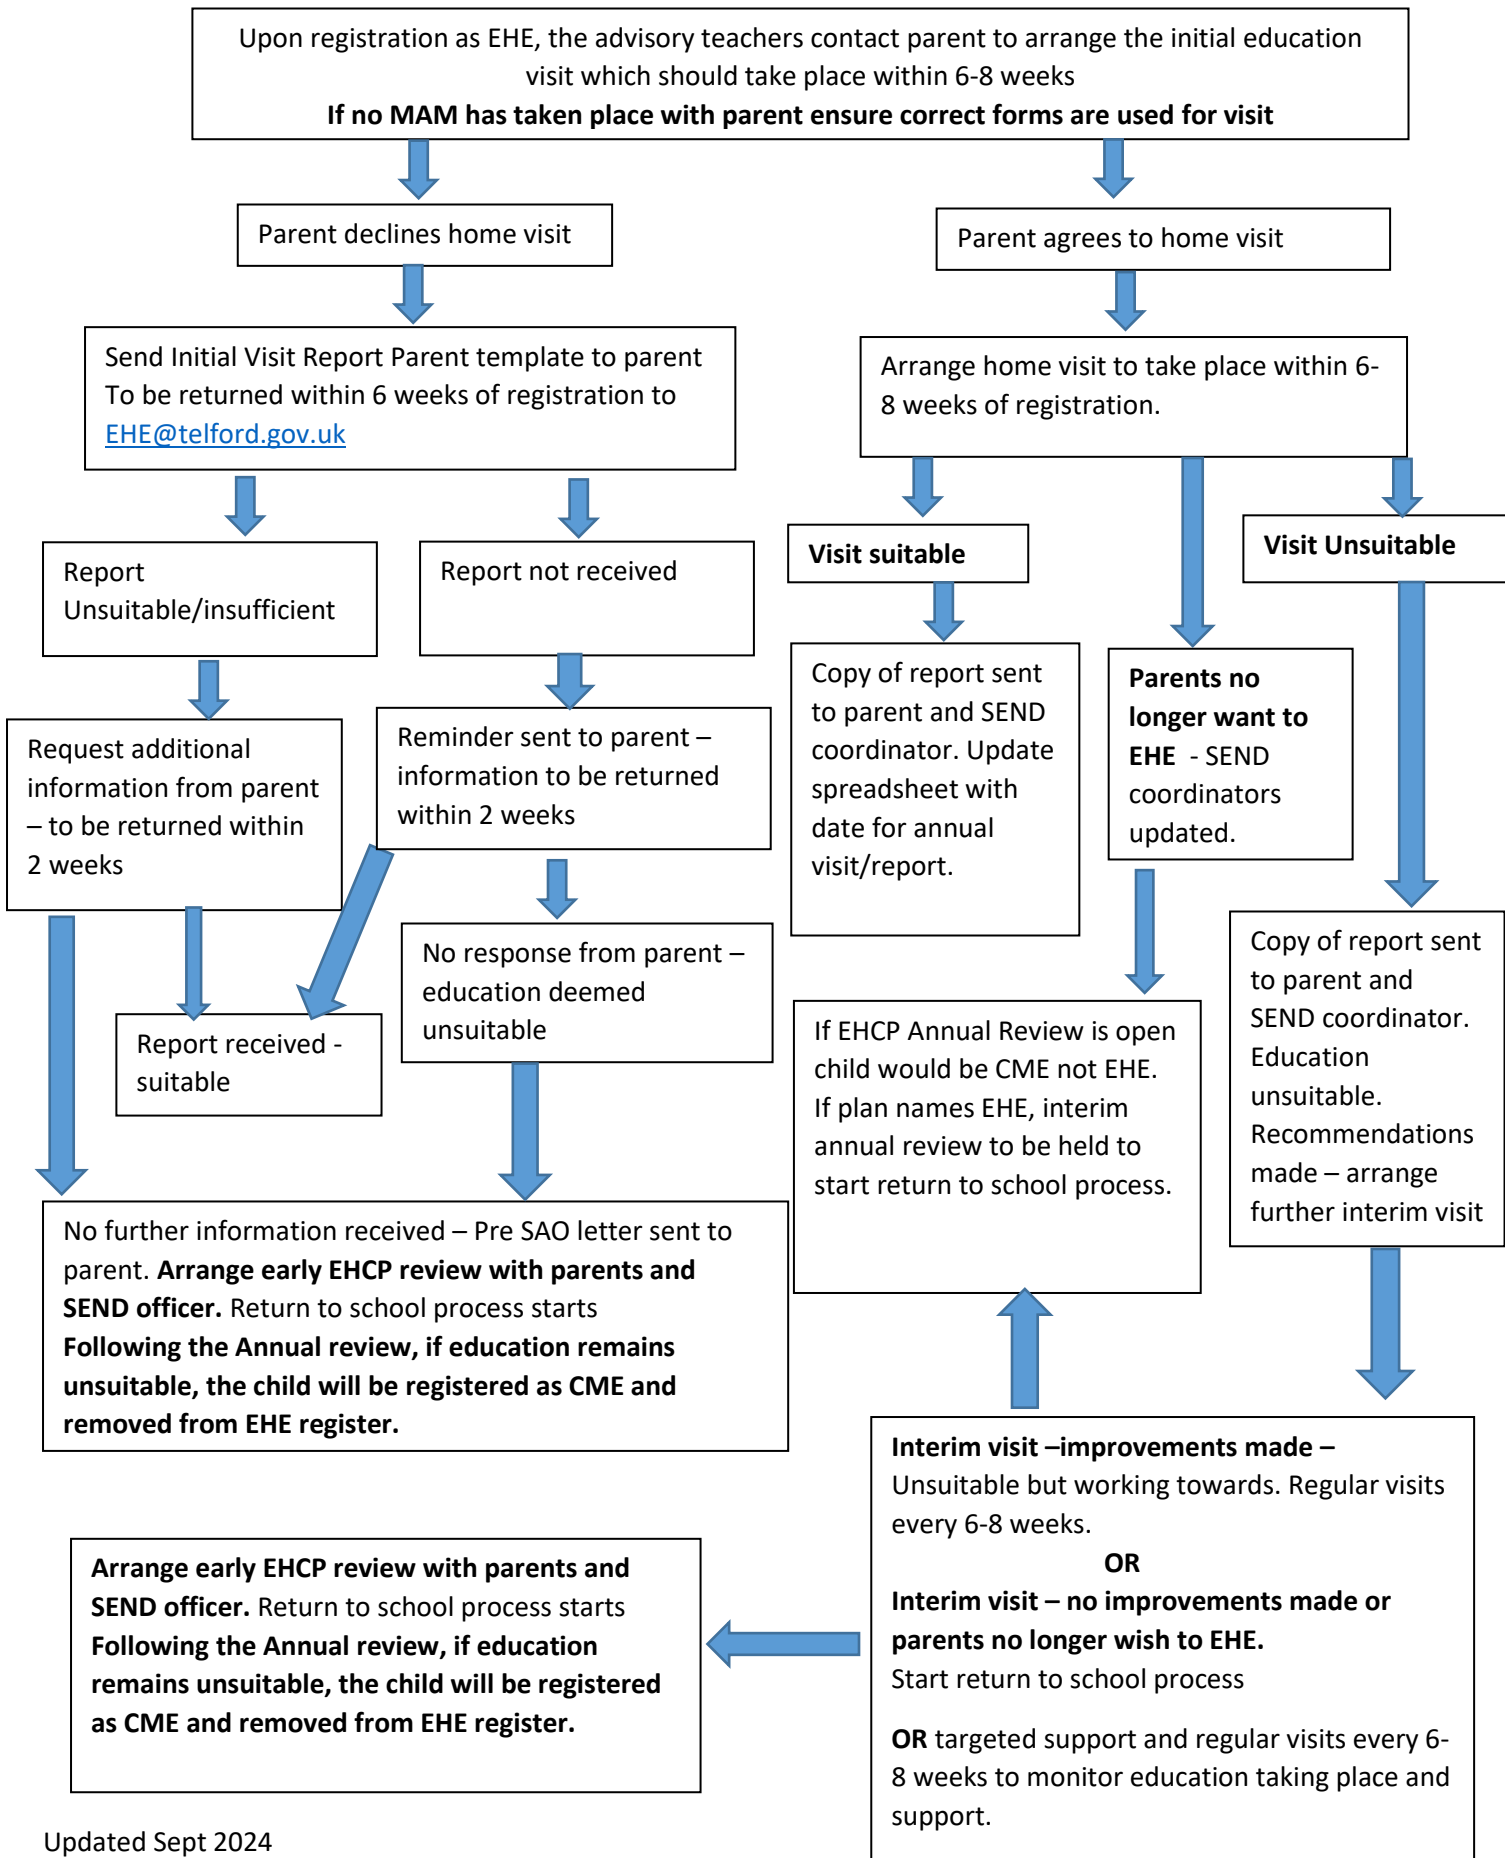 Upon registration as EHE, the advisory teachers contact parent to arrange the initial education
visit which should take place within 6-8 weeks
If no MAM has taken place with parent ensure correct forms are used for visit
Parent declines home visit
Parent agrees to home visit
Send Initial Visit Report Parent template to parent
To be returned within 6 weeks of registration to
EHE@telford.gov.uk
Arrange home visit to take place within 6-
8 weeks of registration.
Report
Unsuitable/insufficient
Report not received
Visit suitable
Visit Unsuitable
Request additional
information from parent
– to be returned within
2 weeks
Reminder sent to parent –
information to be returned
within 2 weeks
Copy of report sent
to parent and SEND
coordinator. Update
spreadsheet with
date for annual
visit/report.
Parents no
longer want to
EHE - SEND
coordinators
updated.
No response from parent –
education deemed
unsuitable
Report received -
suitable
If EHCP Annual Review is open
child would be CME not EHE.
If plan names EHE, interim
annual review to be held to
start return to school process.
Copy of report sent
to parent and
SEND coordinator.
Education
unsuitable.
Recommendations
made – arrange
further interim visit
No further information received – Pre SAO letter sent to
parent. Arrange early EHCP review with parents and
SEND officer. Return to school process starts
Following the Annual review, if education remains
unsuitable, the child will be registered as CME and
removed from EHE register.
Interim visit –improvements made –
Unsuitable but working towards. Regular visits
every 6-8 weeks.
OR
Interim visit – no improvements made or
parents no longer wish to EHE.
Start return to school process
OR targeted support and regular visits every 6-
8 weeks to monitor education taking place and
support.
Arrange early EHCP review with parents and
SEND officer. Return to school process starts
Following the Annual review, if education
remains unsuitable, the child will be registered
as CME and removed from EHE register.
Updated Sept 2024